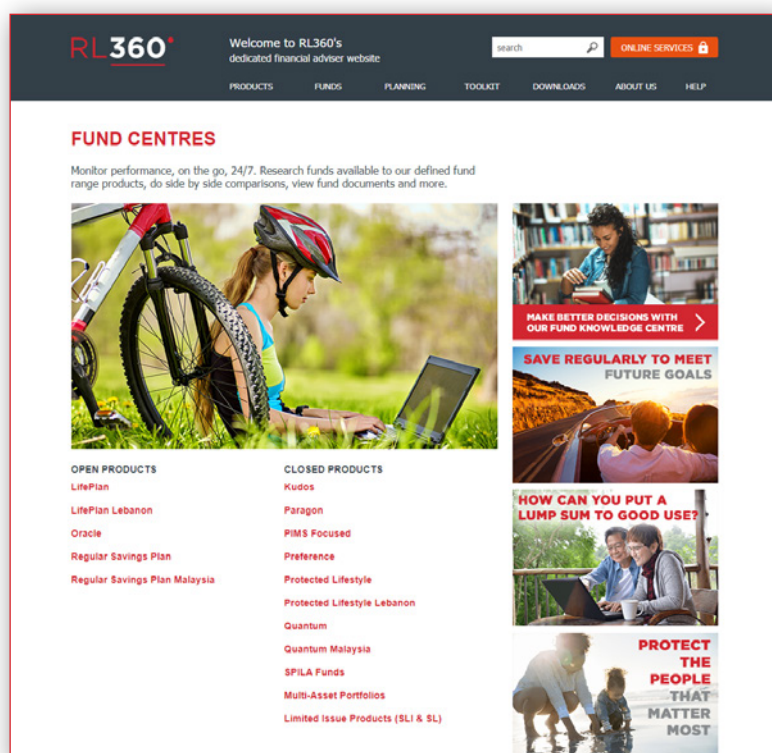 RL360°
Welcome to RL360's
dedicated financial adviser website
search
ONLINE SERVICES
PRODUCTS FUNDS PLANNING TOOLKIT DOWNLOADS ABOUT US HELP
FUND CENTRES
Monitor performance, on the go, 24/7. Research funds available to our defined fund
range products, do side by side comparisons, view fund documents and more.
MAKE BETTER DECISIONS WITH
OUR FUND KNOWLEDGE CENTRE
SAVE REGULARLY TO MEET
FUTURE GOALS
HOW CAN YOU PUT A
LUMP SUM TO GOOD USE?
PROTECT
THE
PEOPLE
THAT
MATTER
MOST
OPEN PRODUCTS
LifePlan
LifePlan Lebanon
Oracle
Regular Savings Plan
Regular Savings Plan Malaysia
CLOSED PRODUCTS
Kudos
Paragon
PIMS Focused
Preference
Protected Lifestyle
Protected Lifestyle Lebanon
Quantum
Quantum Malaysia
SPILA Funds
Multi-Asset Portfolios
Limited Issue Products (SLI & SL)